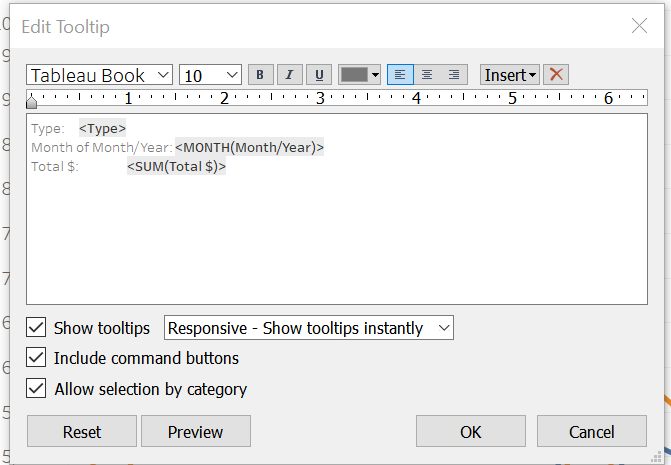 Edit Tooltip
Tableau Book 10 B I U Insert
1 2 3 4 5 6
Type: <Type>
Month of Month/Year: <MONTH(Month/Year)>
Total $: <SUM(Total $)>
Show tooltips Responsive - Show tooltips instantly
Include command buttons
Allow selection by category
Reset Preview OK Cancel